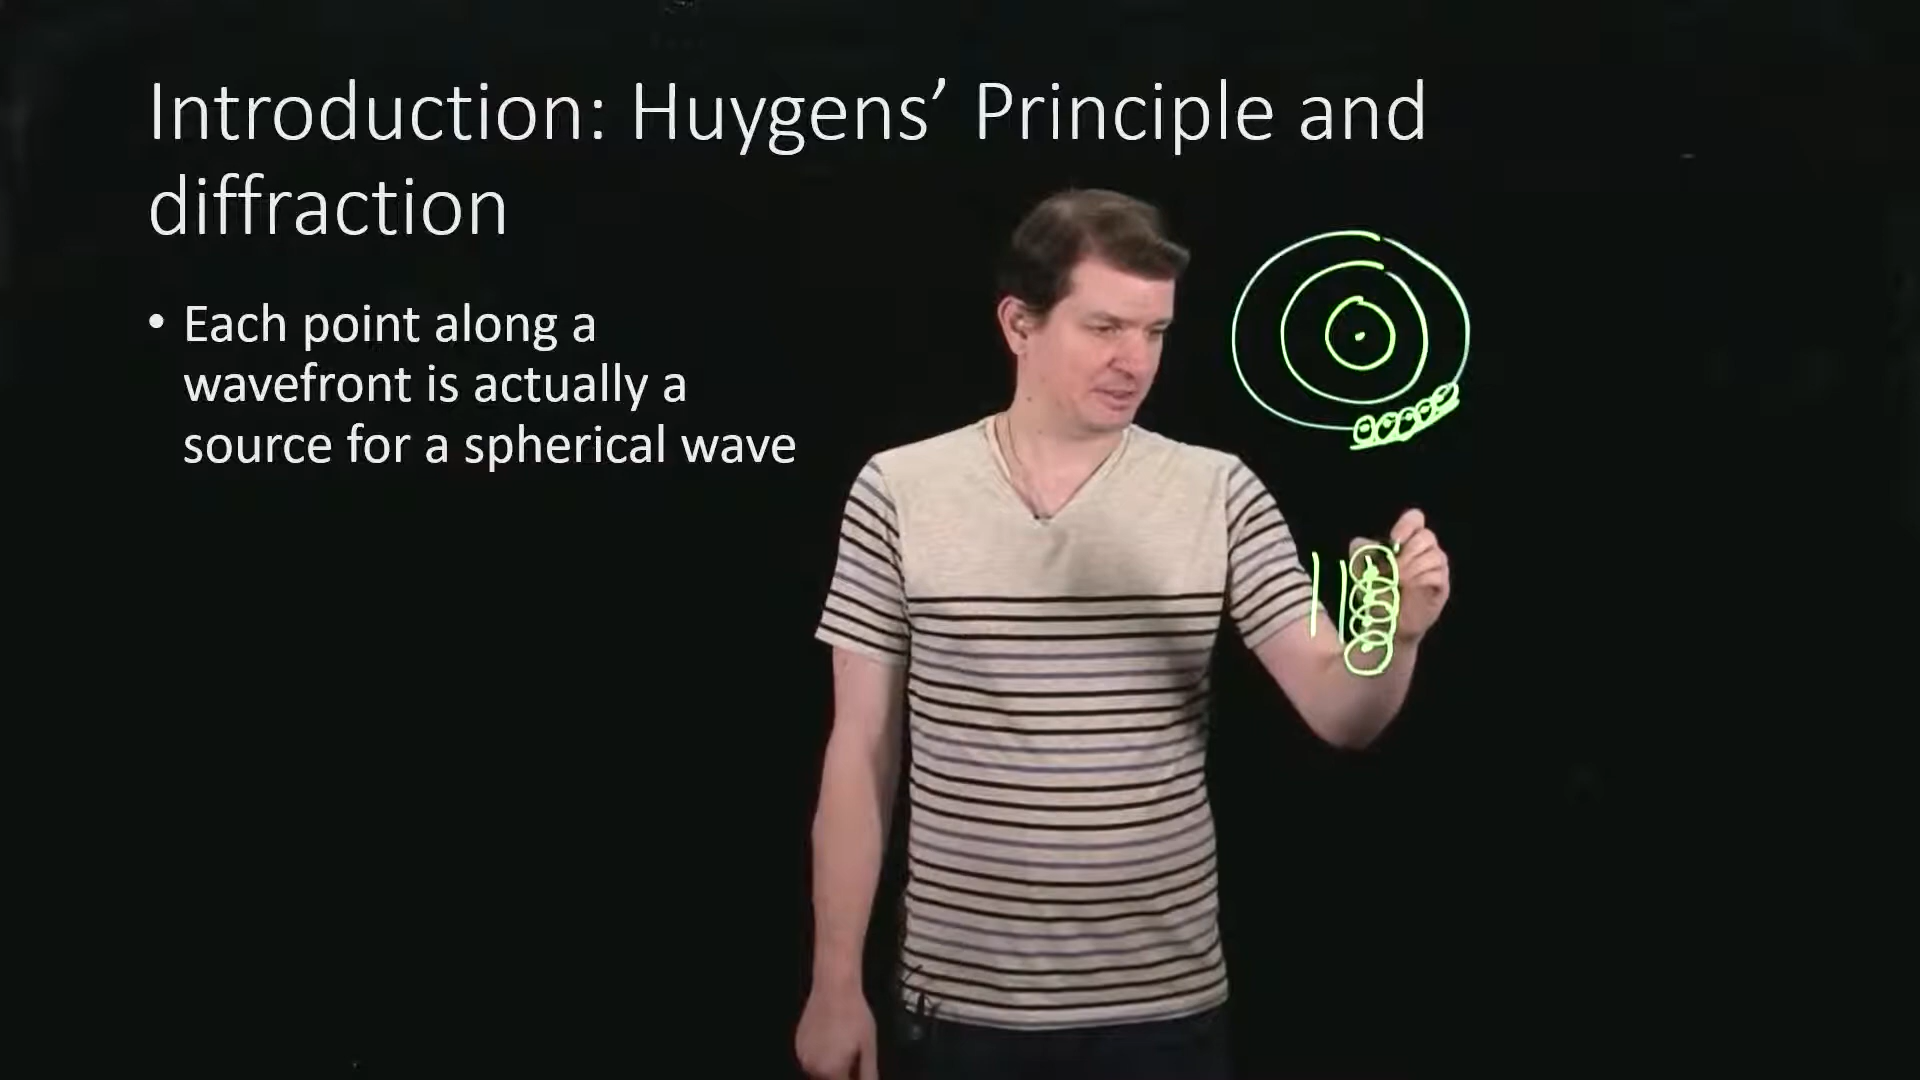 Introduction: Huygens’ Principle and
diffraction
• Each point along a
wavefront is actually a
source for a spherical wave